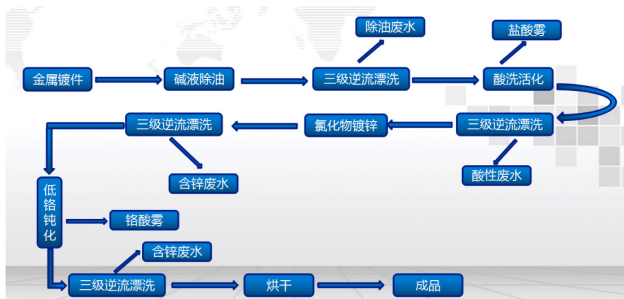 除油废水
盐酸雾
金属镀件
碱液除油
三级逆流漂洗
酸洗活化
三级逆流漂洗
氯化物镀锌
三级逆流漂洗
酸性废水
含锌废水
低铬钝化
铬酸雾
含锌废水
三级逆流漂洗
烘干
成品